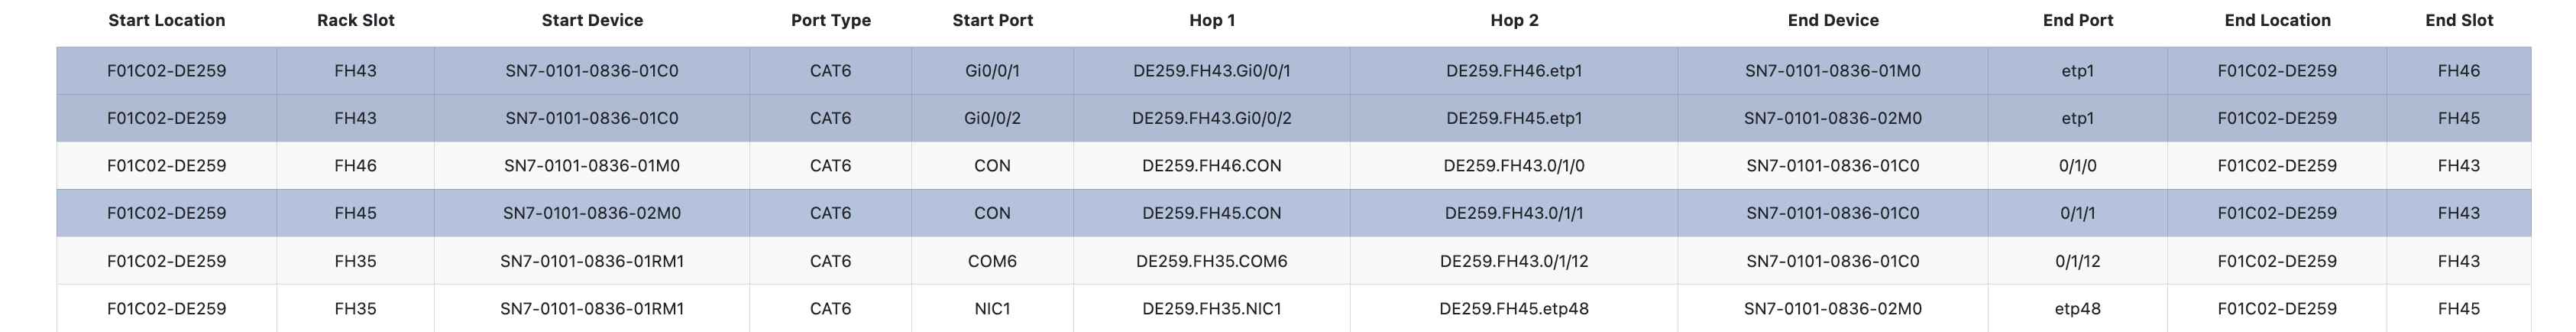 Start Location Rack Slot Start Device Port Type Start Port Hop 1 Hop 2 End Device End Port End Location End Slot
F01C02-DE259 FH43 SN7-0101-0836-01C0 CAT6 Gi0/0/1 DE259.FH43.Gi0/0/1 DE259.FH46.etp1 SN7-0101-0836-01M0 etp1 F01C02-DE259 FH46
F01C02-DE259 FH43 SN7-0101-0836-01C0 CAT6 Gi0/0/2 DE259.FH43.Gi0/0/2 DE259.FH45.etp1 SN7-0101-0836-02M0 etp1 F01C02-DE259 FH45
F01C02-DE259 FH46 SN7-0101-0836-01M0 CAT6 CON DE259.FH46.CON DE259.FH43.0/1/0 SN7-0101-0836-01C0 0/1/0 F01C02-DE259 FH43
F01C02-DE259 FH45 SN7-0101-0836-02M0 CAT6 CON DE259.FH45.CON DE259.FH43.0/1/1 SN7-0101-0836-01C0 0/1/1 F01C02-DE259 FH43
F01C02-DE259 FH35 SN7-0101-0836-01RM1 CAT6 COM6 DE259.FH35.COM6 DE259.FH43.0/1/12 SN7-0101-0836-01C0 0/1/12 F01C02-DE259 FH43
F01C02-DE259 FH35 SN7-0101-0836-01RM1 CAT6 NIC1 DE259.FH35.NIC1 DE259.FH45.etp48 SN7-0101-0836-02M0 etp48 F01C02-DE259 FH45